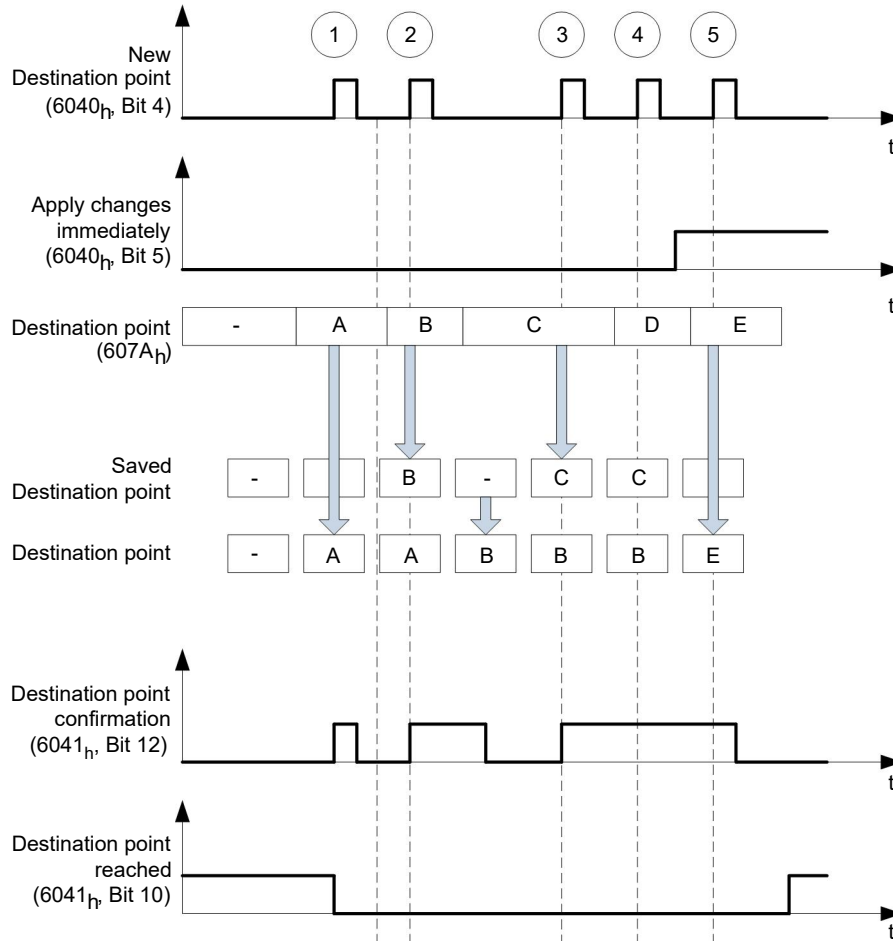 1 2 3 4 5
New
Destination point
(6040h, Bit 4)
t
Apply changes
immediately
(6040h, Bit 5)
t
Destination point
(607Ah)
- A B C D E
Saved
Destination point
- B - C C
Destination point
- A A B B B E
Destination point
confirmation
(6041h, Bit 12)
t
Destination point
reached
(6041h, Bit 10)
t